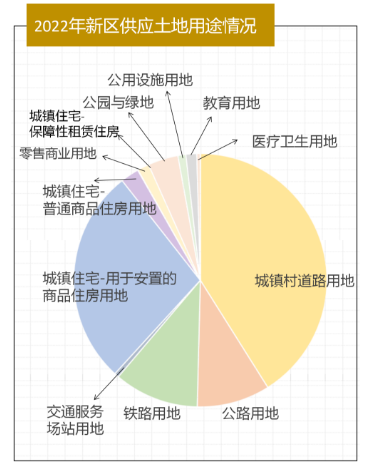 2022年新区供应土地用途情况
公用设施用地
公园与绿地
教育用地
城镇住宅-
保障性租赁住房
医疗卫生用地
零售商业用地
城镇住宅-
普通商品住房用地
城镇住宅-用于安置的
商品住房用地
城镇村道路用地
交通服务
场站用地
铁路用地
公路用地